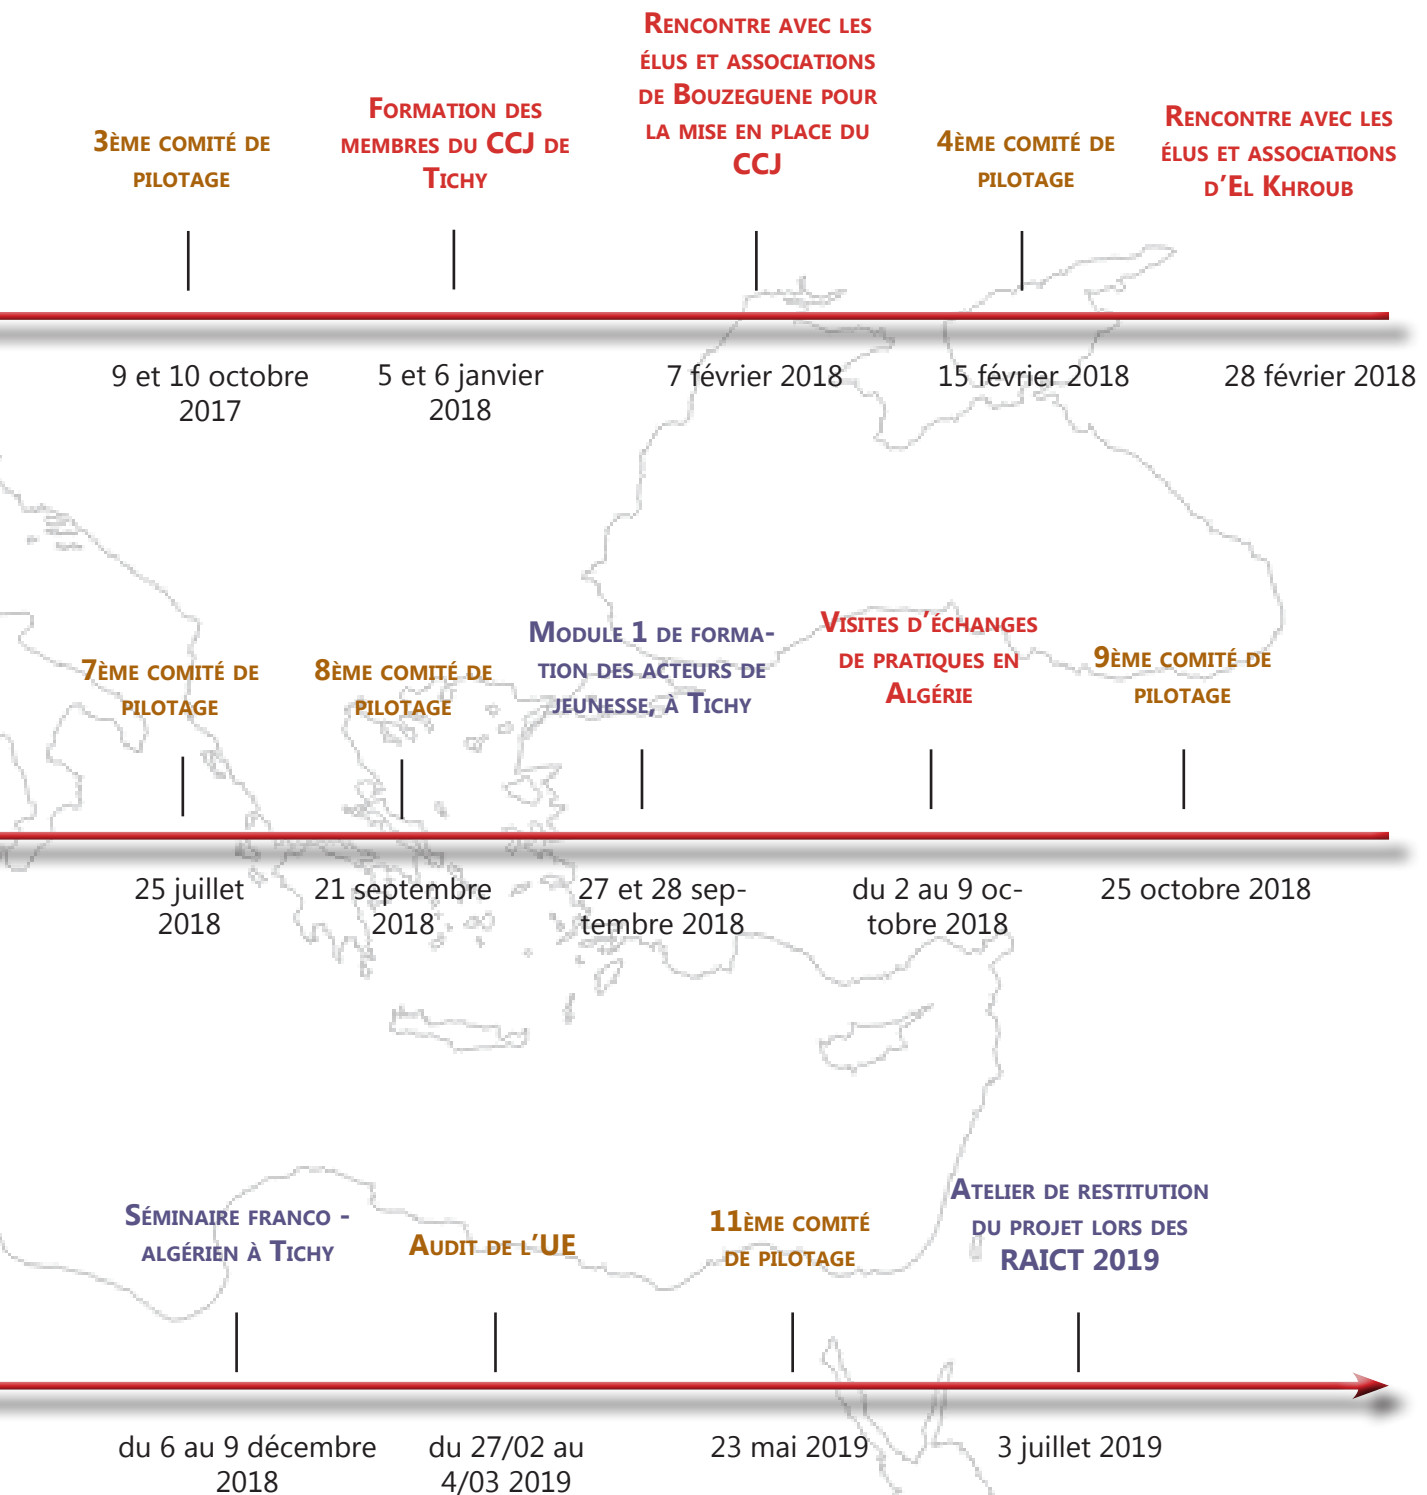 3ème comité de
pilotage
Formation des
membres du CCJ de
Tichy
Rencontre avec les
élus et associations
de Bouzeguene pour
la mise en place du
CCJ
4ème comité de
pilotage
Rencontre avec les
élus et associations
d'El Khroub
9 et 10 octobre
2017
5 et 6 janvier
2018
7 février 2018
15 février 2018
28 février 2018
7ème comité de
pilotage
8ème comité de
pilotage
Module 1 de forma-
tion des acteurs de
jeunesse, à Tichy
Visites d'échanges
de pratiques en
Algérie
9ème comité de
pilotage
25 juillet
2018
21 septembre
2018
27 et 28 sep-
tembre 2018
du 2 au 9 oc-
tobre 2018
25 octobre 2018
Séminaire franco -
algérien à Tichy
Audit de l'UE
11ème comité
de pilotage
Atelier de restitution
du projet lors des
RAICT 2019
du 6 au 9 décembre
2018
du 27/02 au
4/03 2019
23 mai 2019
3 juillet 2019